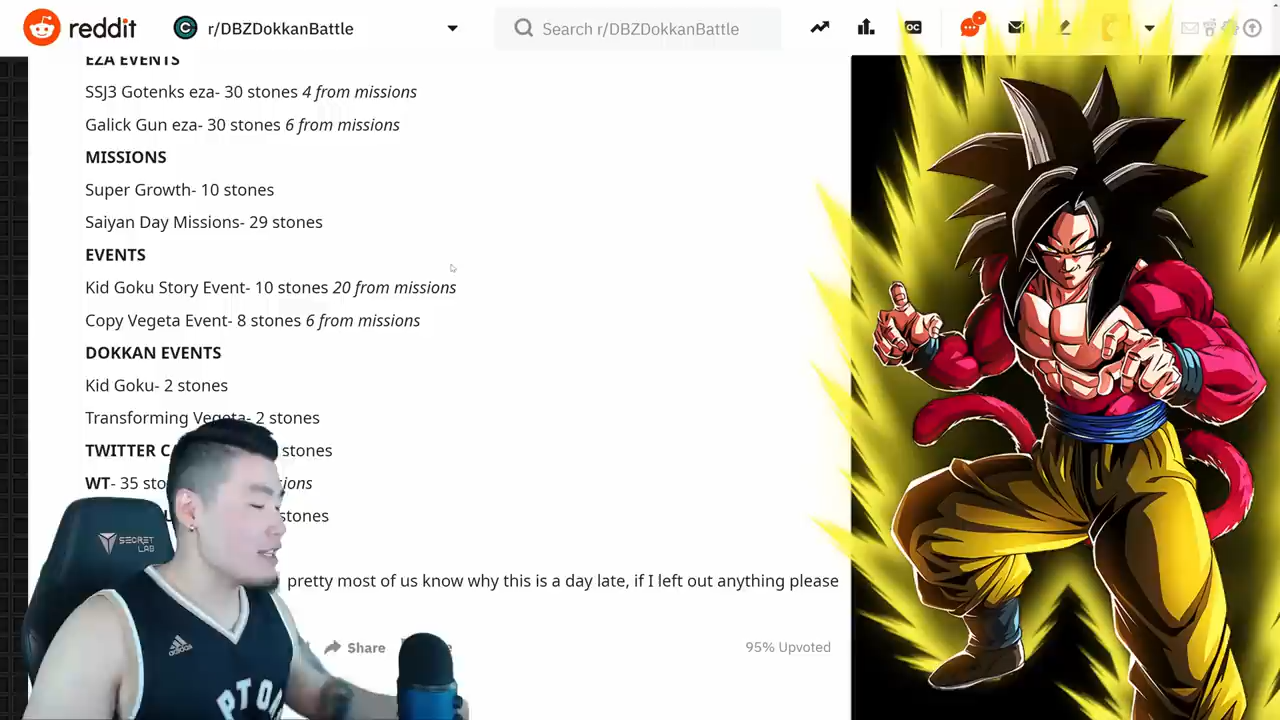 reddit r/DBZDokkanBattle Search r/DBZDokkanBattle
EZA EVENTS
SSJ3 Gotenks eza- 30 stones 4 from missions
Galick Gun eza- 30 stones 6 from missions
MISSIONS
Super Growth- 10 stones
Saiyan Day Missions- 29 stones
EVENTS
Kid Goku Story Event- 10 stones 20 from missions
Copy Vegeta Event- 8 stones 6 from missions
DOKKAN EVENTS
Kid Goku- 2 stones
Transforming Vegeta- 2 stones
TWITTER stones
WT- 35
stones
pretty most of us know why this is a day late, if I left out anything please
Share 95% Upvoted
SECRET
LAB
adidas